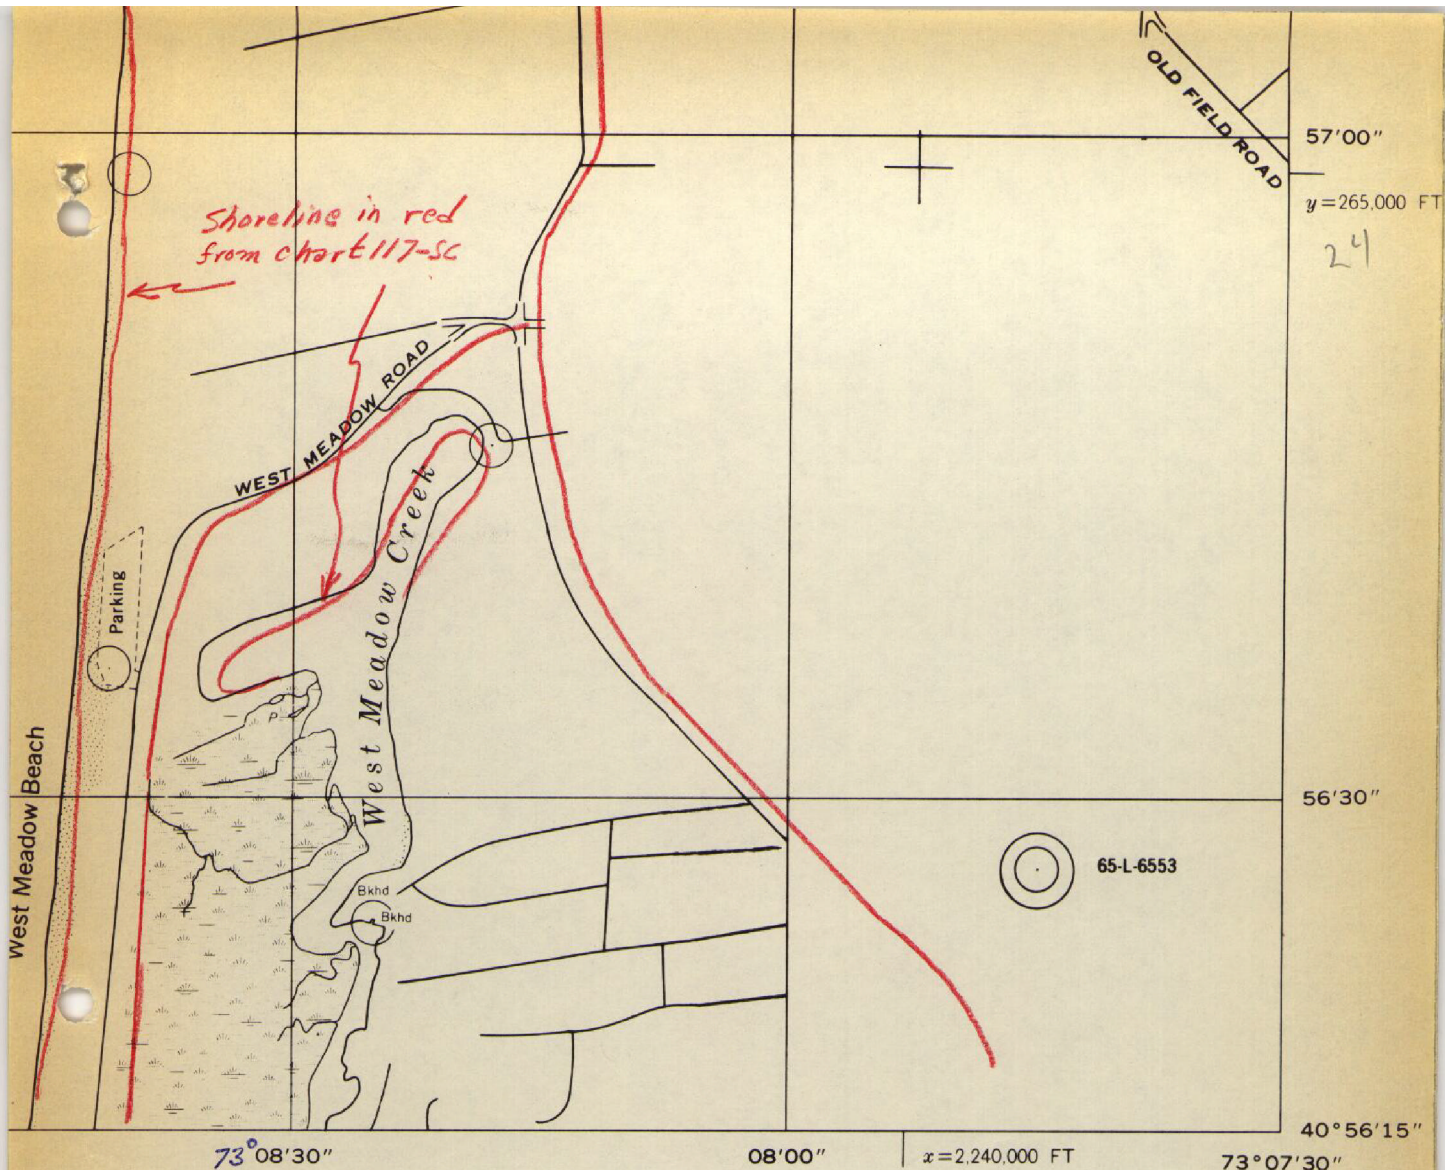 OLD FIELD ROAD
57'00"
y=265,000 FT
24
Shoreline in red
from chart 117-SC
WEST MEADOW ROAD
West Meadow Creek
Parking
P
West Meadow Beach
56'30"
65-L-6553
Bkhd
Bkhd
40°56'15"
73°08'30"
08'00"
x=2,240,000 FT
73°07'30"